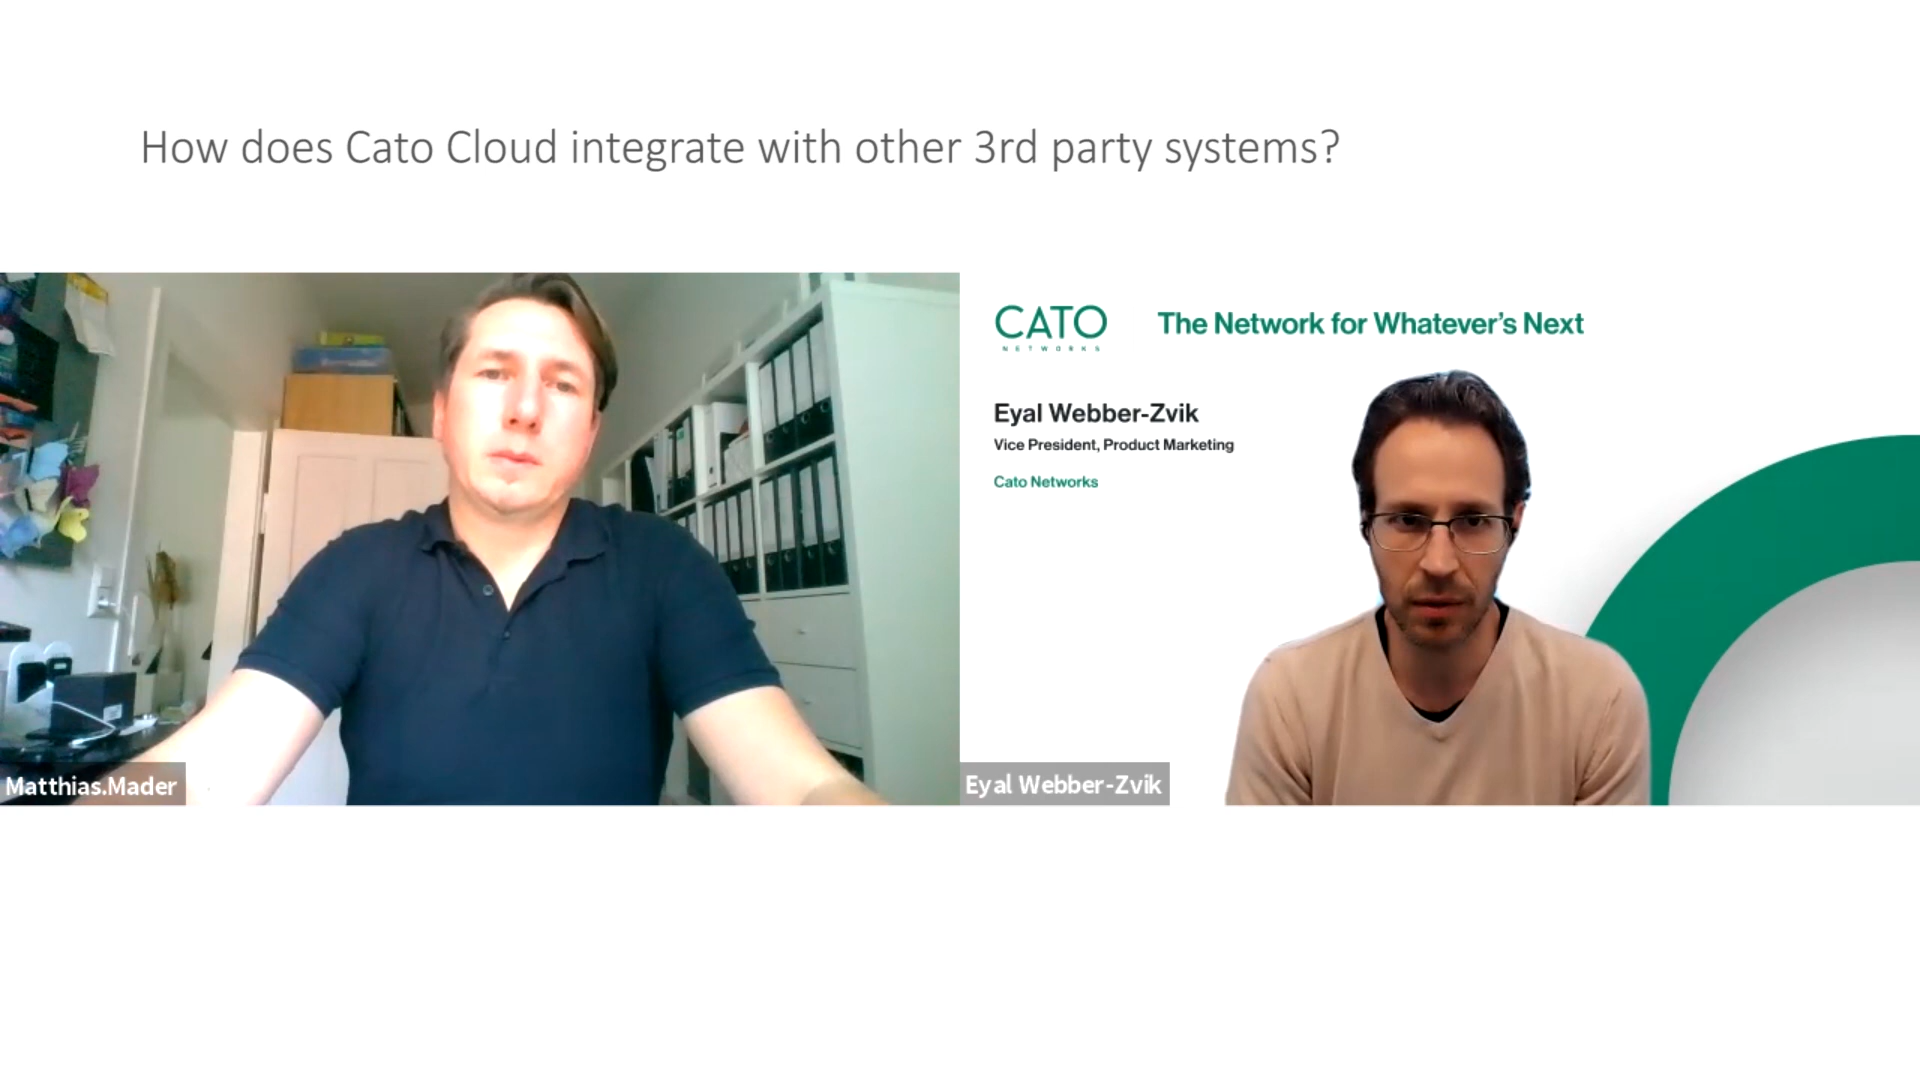 How does Cato Cloud integrate with other 3rd party systems?
CATO
NETWORKS
The Network for Whatever's Next
Eyal Webber-Zvik
Vice President, Product Marketing
Cato Networks
Matthias.Mader
Eyal Webber-Zvik